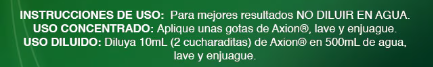 INSTRUCCIONES DE USO: Para mejores resultados NO DILUIR EN AGUA.
USO CONCENTRADO: Aplique unas gotas de Axion®, lave y enjuague.
USO DILUIDO: Diluya 10mL (2 cucharaditas) de Axion® en 500mL de agua,
lave y enjuague.